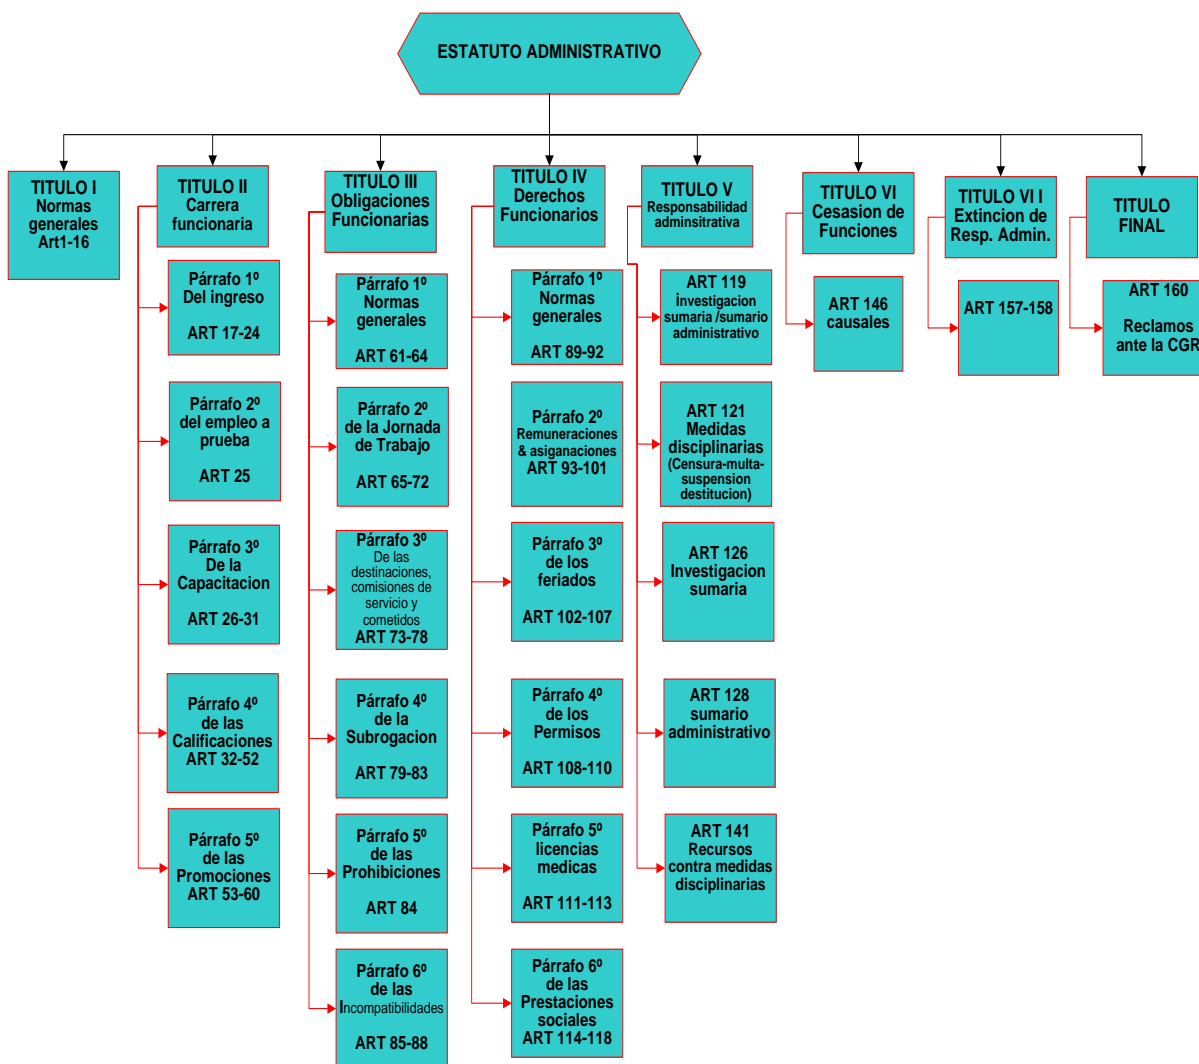 ESTATUTO ADMINISTRATIVO
TITULO I
Normas
generales
Art1-16
TITULO II
Carrera
funcionaria
Párrafo 1º
Del ingreso
ART 17-24
Párrafo 2º
del empleo a
prueba
ART 25
Párrafo 3º
De la
Capacitacion
ART 26-31
Párrafo 4º
de las
Calificaciones
ART 32-52
Párrafo 5º
de las
Promociones
ART 53-60
TITULO III
Obligaciones
Funcionarias
Párrafo 1º
Normas
generales
ART 61-64
Párrafo 2º
de la Jornada
de Trabajo
ART 65-72
Párrafo 3º
De las
destinaciones,
comisiones de
servicio y
cometidos
ART 73-78
Párrafo 4º
de la
Subrogacion
ART 79-83
Párrafo 5º
de las
Prohibiciones
ART 84
Párrafo 6º
de las
Incompatibilidades
ART 85-88
TITULO IV
Derechos
Funcionarios
Párrafo 1º
Normas
generales
ART 89-92
Párrafo 2º
Remuneraciones
& asiganaciones
ART 93-101
Párrafo 3º
de los
feriados
ART 102-107
Párrafo 4º
de los
Permisos
ART 108-110
Párrafo 5º
licencias
medicas
ART 111-113
Párrafo 6º
de las
Prestaciones
sociales
ART 114-118
TITULO V
Responsabilidad
adminsitrativa
ART 119
investigacion
sumaria /sumario
administrativo
ART 121
Medidas
disciplinarias
(Censura-multa-
suspension
destitucion)
ART 126
Investigacion
sumaria
ART 128
sumario
administrativo
ART 141
Recursos
contra medidas
disciplinarias
TITULO VI
Cesasion de
Funciones
ART 146
causales
TITULO VI I
Extincion de
Resp. Admin.
ART 157-158
TITULO
FINAL
ART 160
Reclamos
ante la CGR